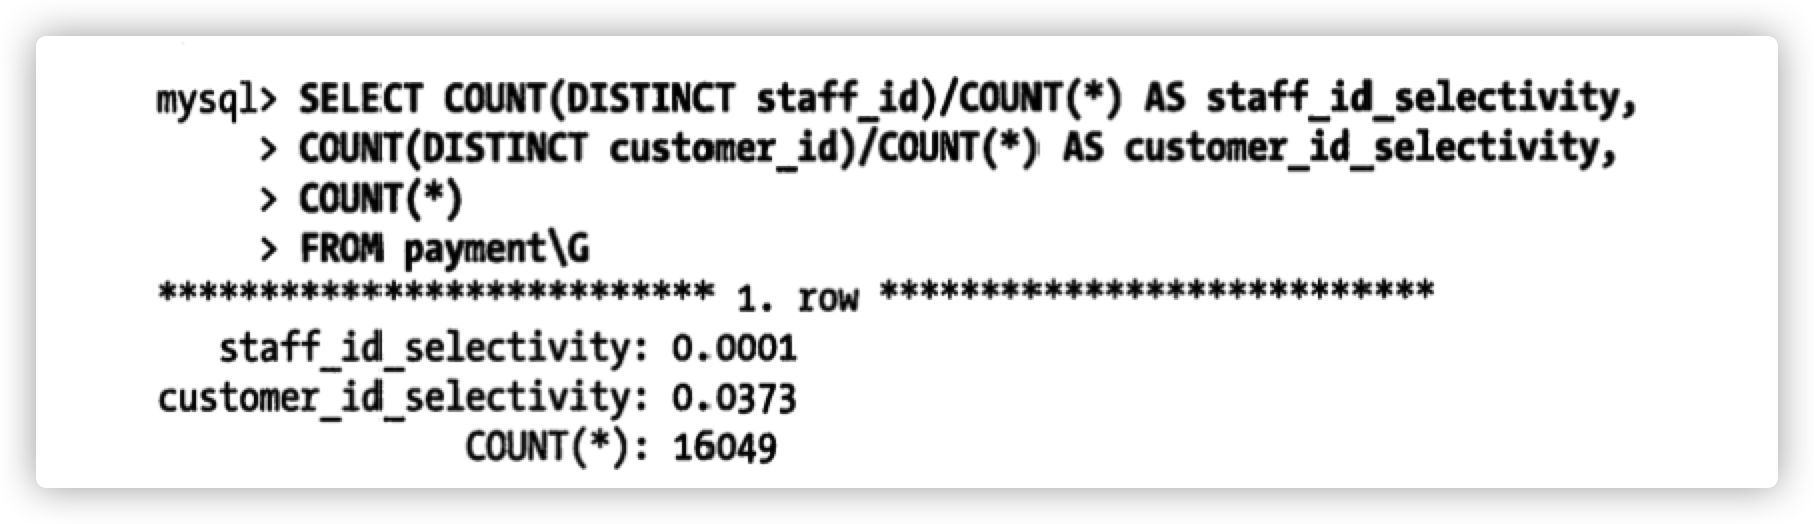 mysql> SELECT COUNT(DISTINCT staff_id)/COUNT(*) AS staff_id_selectivity,
> COUNT(DISTINCT customer_id)/COUNT(*) AS customer_id_selectivity,
> COUNT(*)
> FROM payment\G
*************************** 1. row ***************************
staff_id_selectivity: 0.0001
customer_id_selectivity: 0.0373
COUNT(*): 16049